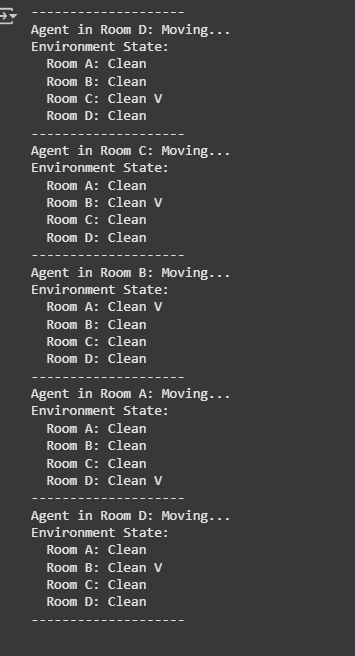 --------------------
Agent in Room D: Moving...
Environment State:
  Room A: Clean
  Room B: Clean
  Room C: Clean V
  Room D: Clean
--------------------
Agent in Room C: Moving...
Environment State:
  Room A: Clean
  Room B: Clean V
  Room C: Clean
  Room D: Clean
--------------------
Agent in Room B: Moving...
Environment State:
  Room A: Clean V
  Room B: Clean
  Room C: Clean
  Room D: Clean
--------------------
Agent in Room A: Moving...
Environment State:
  Room A: Clean
  Room B: Clean
  Room C: Clean
  Room D: Clean V
--------------------
Agent in Room D: Moving...
Environment State:
  Room A: Clean
  Room B: Clean V
  Room C: Clean
  Room D: Clean
--------------------